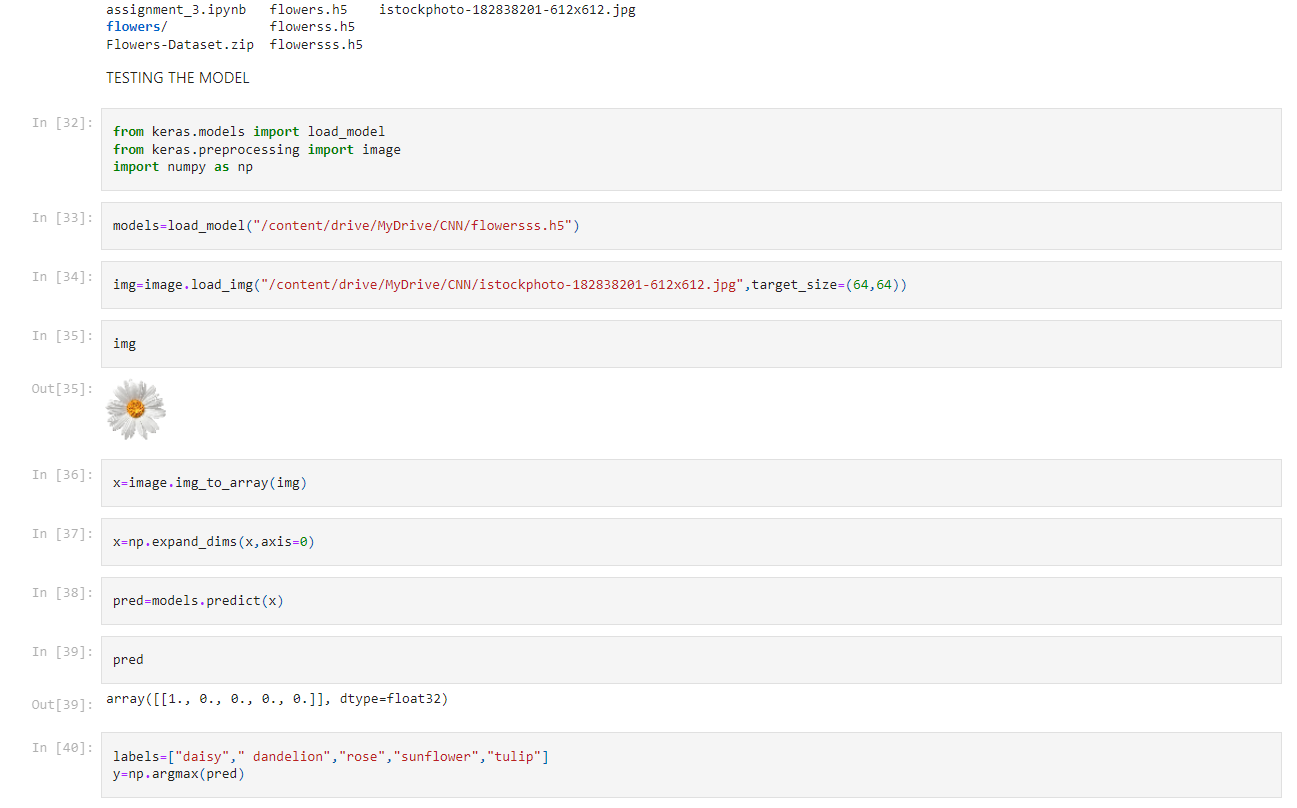 assignment_3.ipynb flowers.h5 istockphoto-182838201-612x612.jpg
flowers/ flowerss.h5
Flowers-Dataset.zip flowersss.h5
TESTING THE MODEL
In [32]:
from keras.models import load_model
from keras.preprocessing import image
import numpy as np
In [33]:
models=load_model("/content/drive/MyDrive/CNN/flowersss.h5")
In [34]:
img=image.load_img("/content/drive/MyDrive/CNN/istockphoto-182838201-612x612.jpg",target_size=(64,64))
In [35]:
img
Out[35]:
In [36]:
x=image.img_to_array(img)
In [37]:
x=np.expand_dims(x,axis=0)
In [38]:
pred=models.predict(x)
In [39]:
pred
Out[39]:
array([[1., 0., 0., 0., 0.]], dtype=float32)
In [40]:
labels=["daisy"," dandelion","rose","sunflower","tulip"]
y=np.argmax(pred)